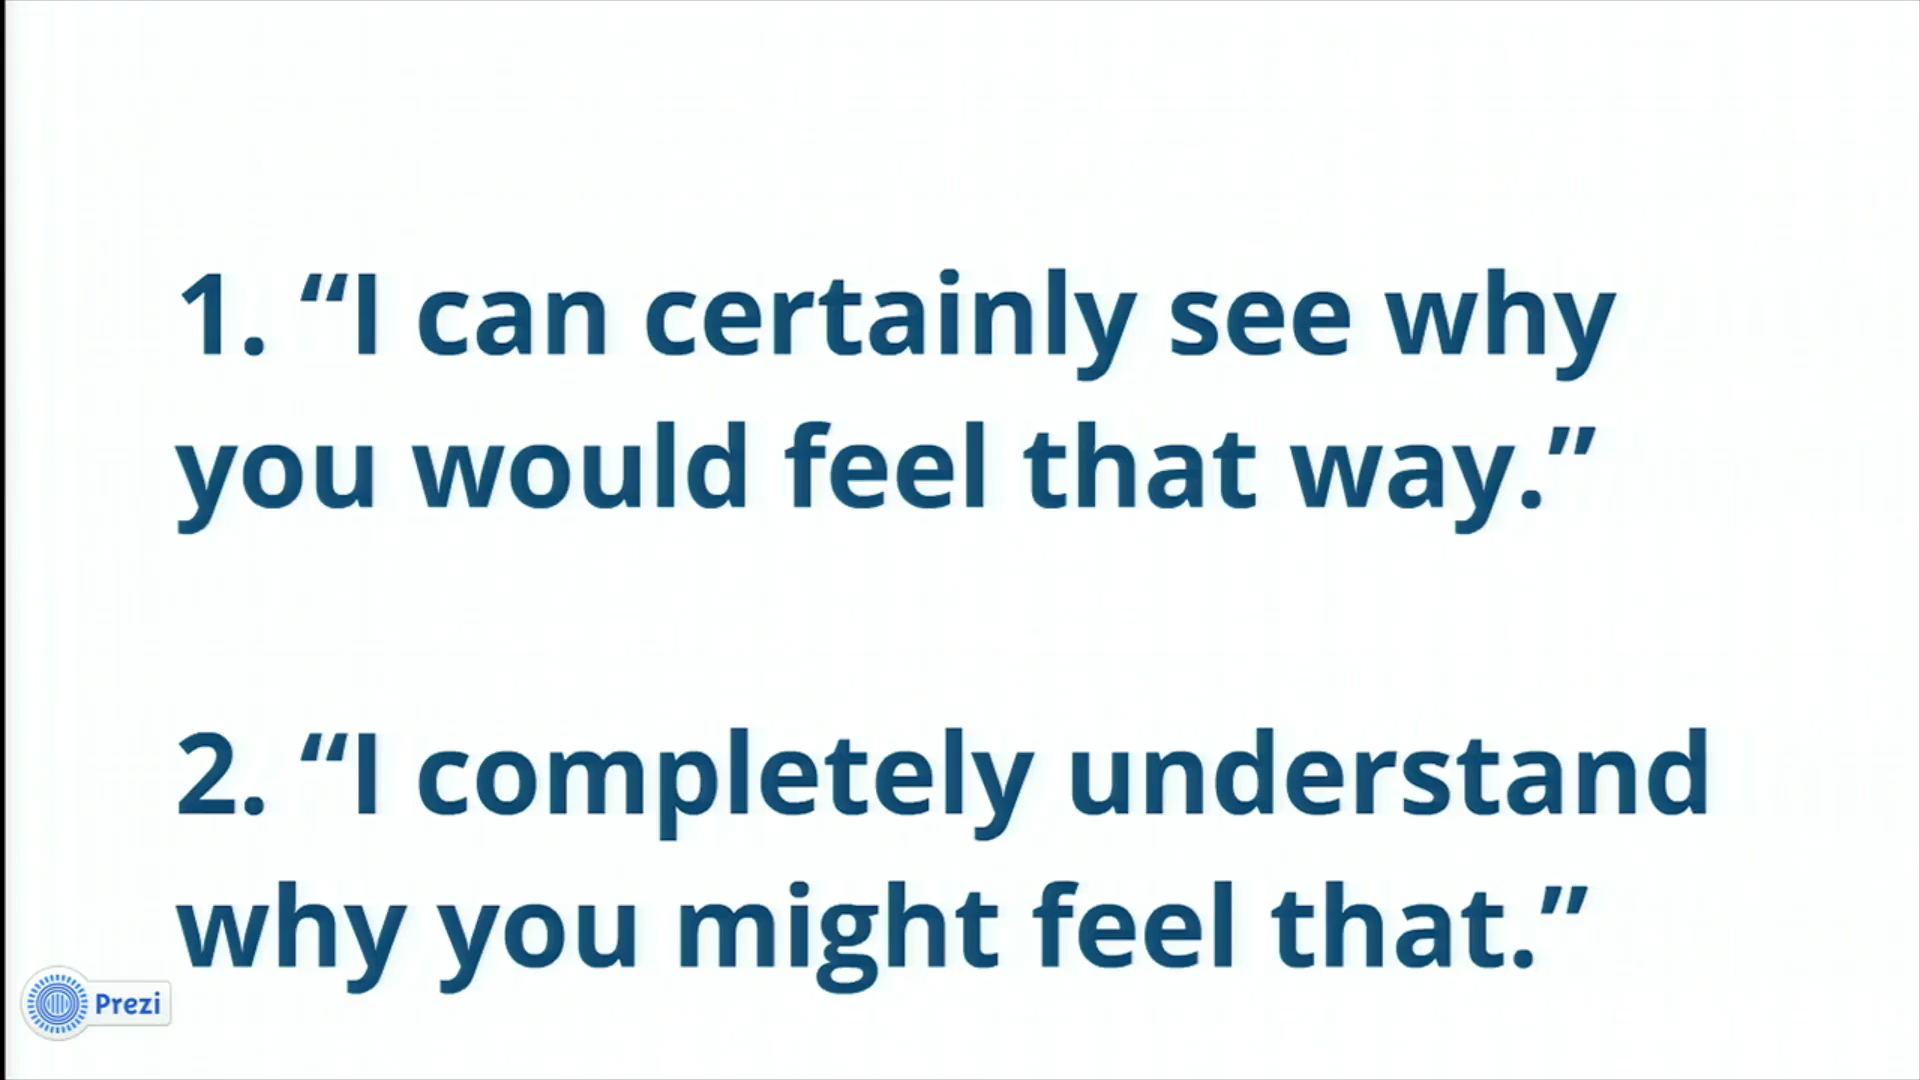 1. “I can certainly see why
you would feel that way.”
2. “I completely understand
why you might feel that.”
Prezi